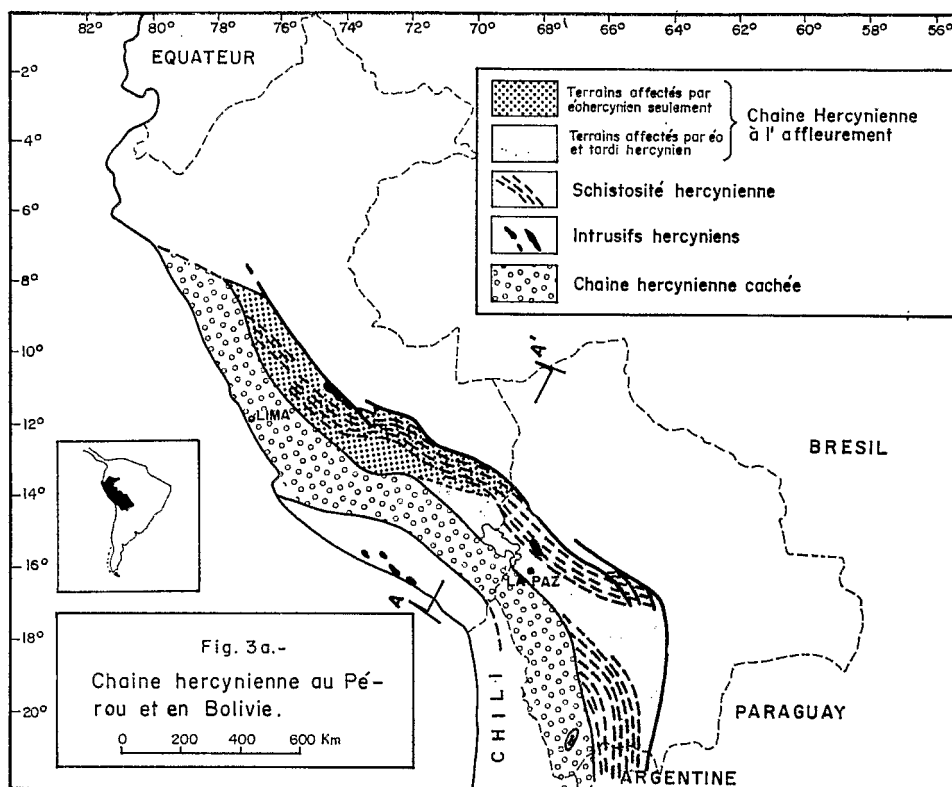 82° 80° 78° 76° 74° 72° 70° 68° 66° 64° 62° 60° 58° 56°
EQUATEUR
2°
4°
6°
8°
10°
12°
14°
16°
18°
20°
Terrains affectés par
éohercynien seulement
Terrains affectés par éo
et tardi hercynien
Chaine Hercynienne
à l' affleurement
Schistosité hercynienne
Intrusifs hercyniens
Chaine hercynienne cachée
A'
LIMA
BRESIL
LA PAZ
A
CHILI
PARAGUAY
ARGENTINE
Fig. 3a.-
Chaine hercynienne au Pé-
rou et en Bolivie.
0 200 400 600 Km